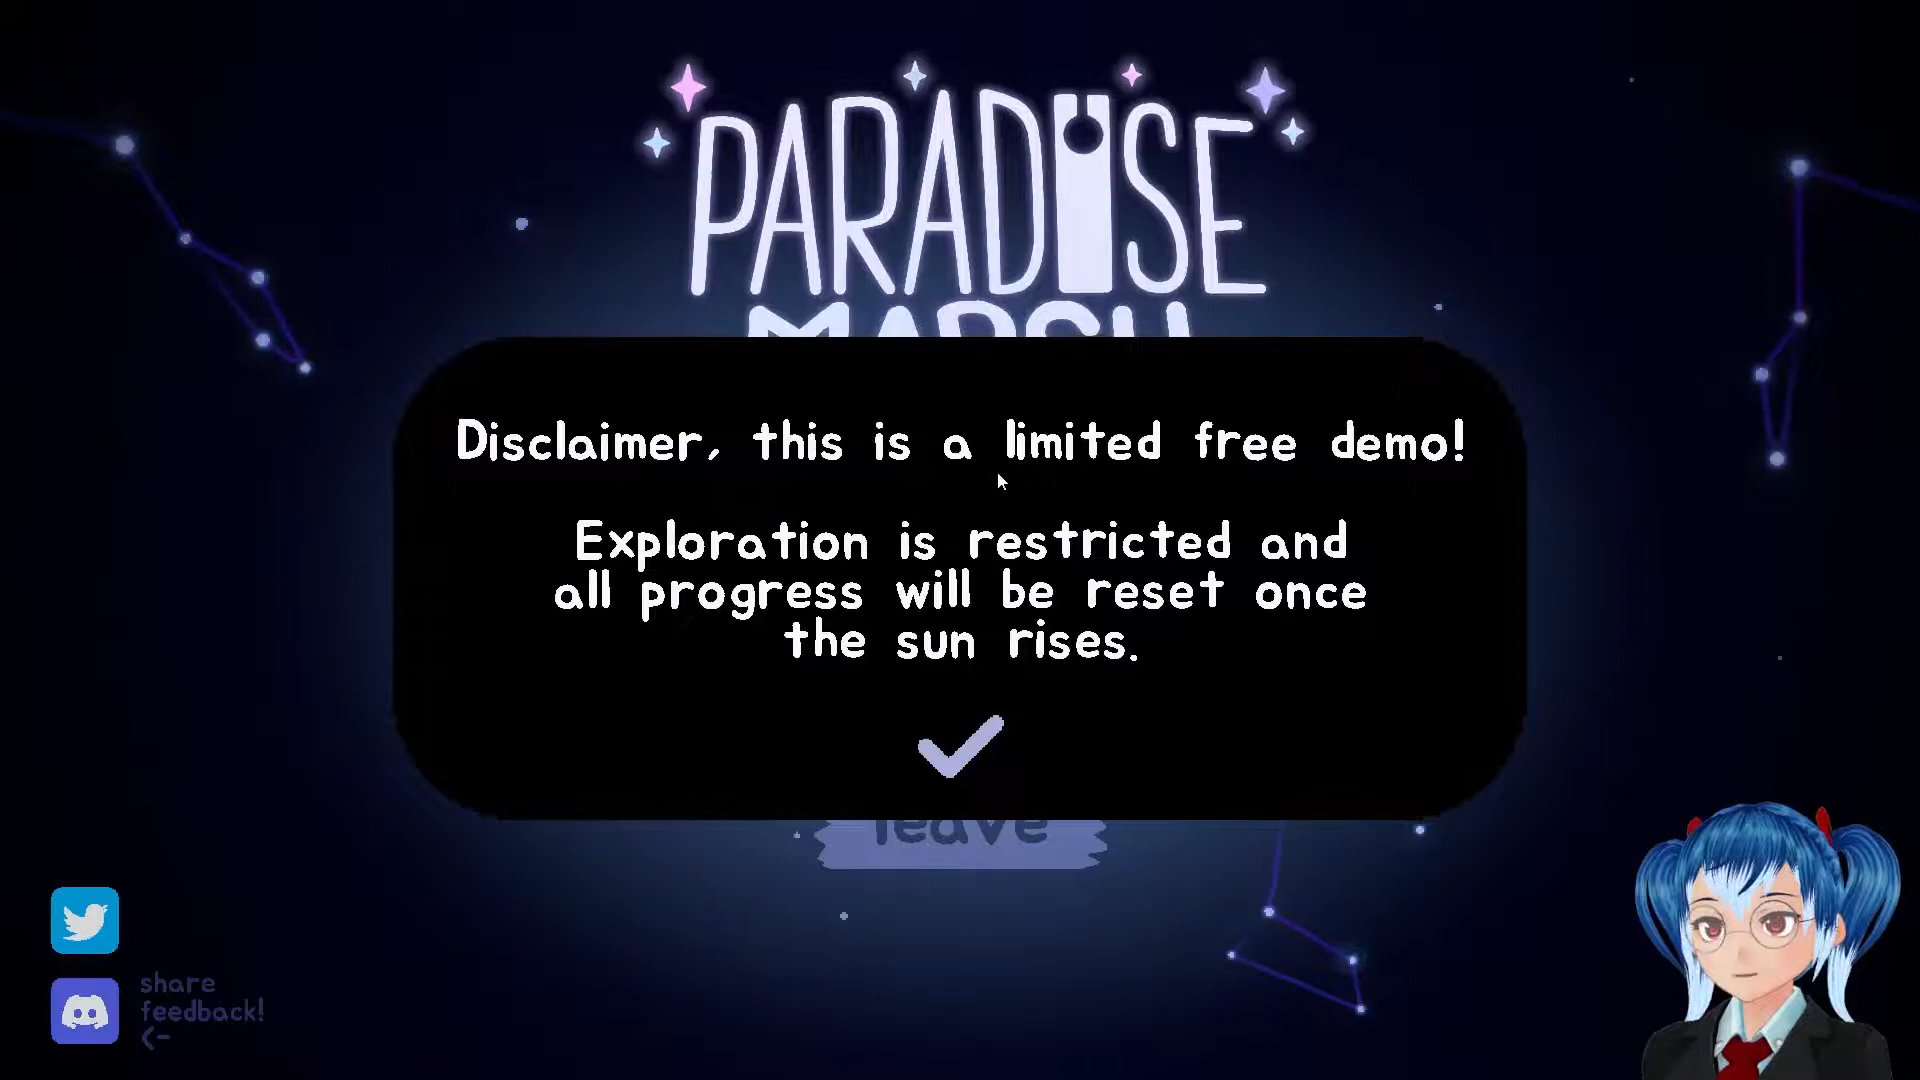 PARADISE
MARSH
Disclaimer, this is a limited free demo!
Exploration is restricted and
all progress will be reset once
the sun rises.
leave
share
feedback!
<-